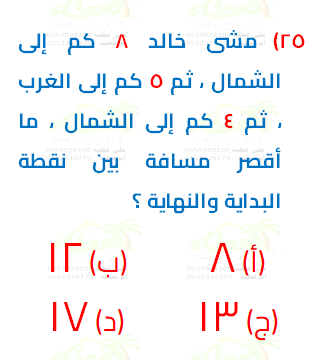 ٢٥) مشى خالد ٨ كم إلى
الشمال ، ثم ٥ كم إلى الغرب
، ثم ٤ كم إلى الشمال ، ما
أقصر مسافة بين نقطة
البداية والنهاية ؟
(أ) ٨ (ب) ١٢
(ج) ١٣ (د) ١٧